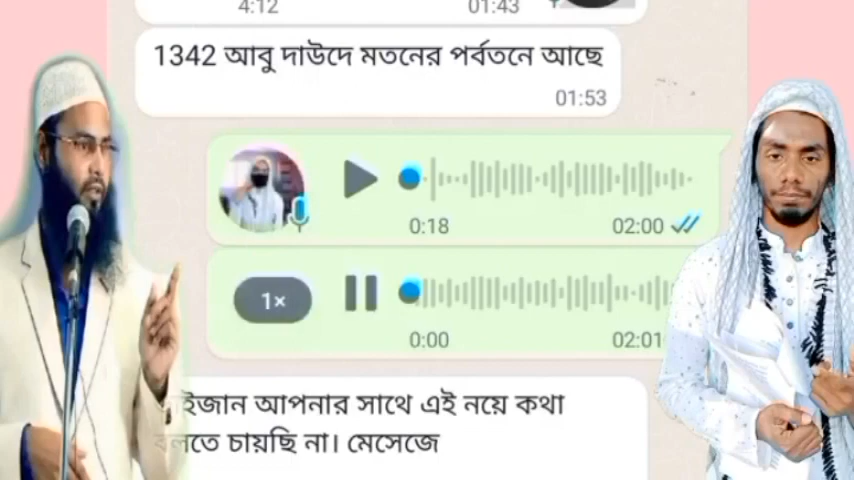 4:12
01:43
1342 আবু দাউদে মতনের পর্বতনে আছে
01:53
0:18
02:00
1×
0:00
02:01
আপনার সাথে এই নয়ে কথা
চায়ছি না। মেসেজে